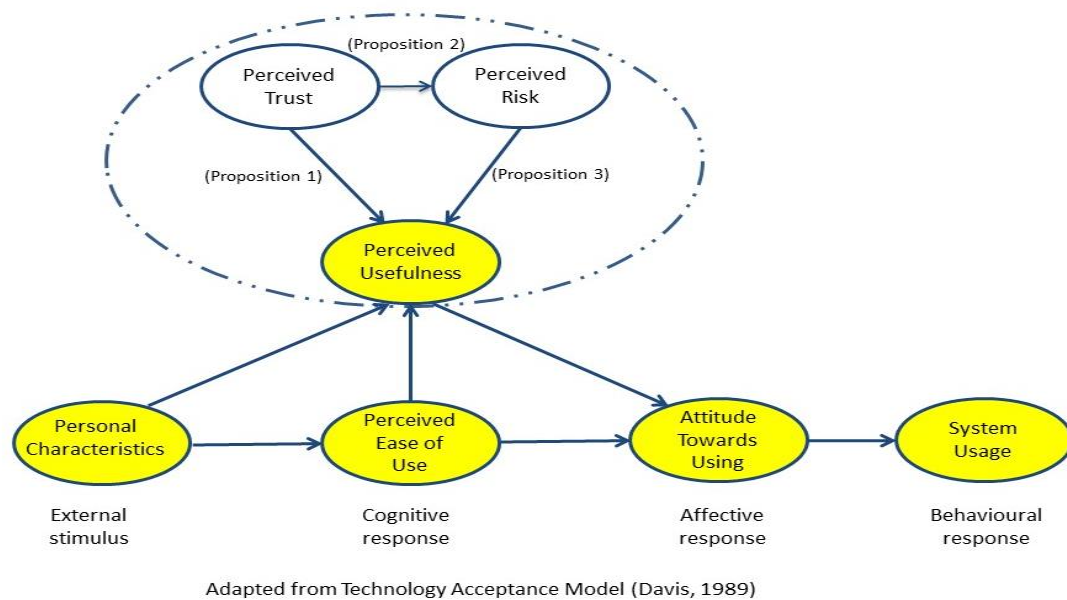 (Proposition 2)
Perceived
Trust
Perceived
Risk
(Proposition 1)
(Proposition 3)
Perceived
Usefulness
Personal
Characteristics
Perceived
Ease of
Use
Attitude
Towards
Using
System
Usage
External
stimulus
Cognitive
response
Affective
response
Behavioural
response
Adapted from Technology Acceptance Model (Davis, 1989)